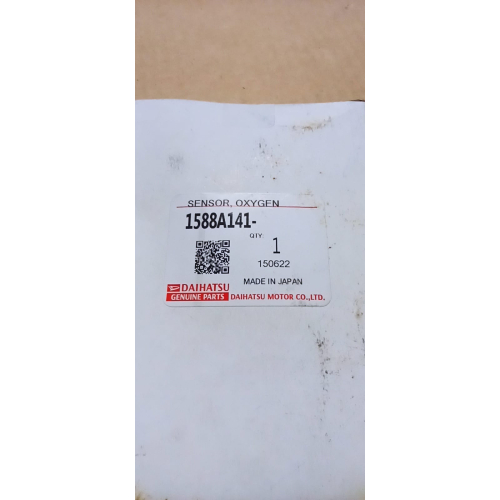 SENSOR, OXYGEN
1588A141-
QTY:
1
150622
MADE IN JAPAN
DAIHATSU
GENUINE PARTS DAIHATSU MOTOR CO.,LTD.